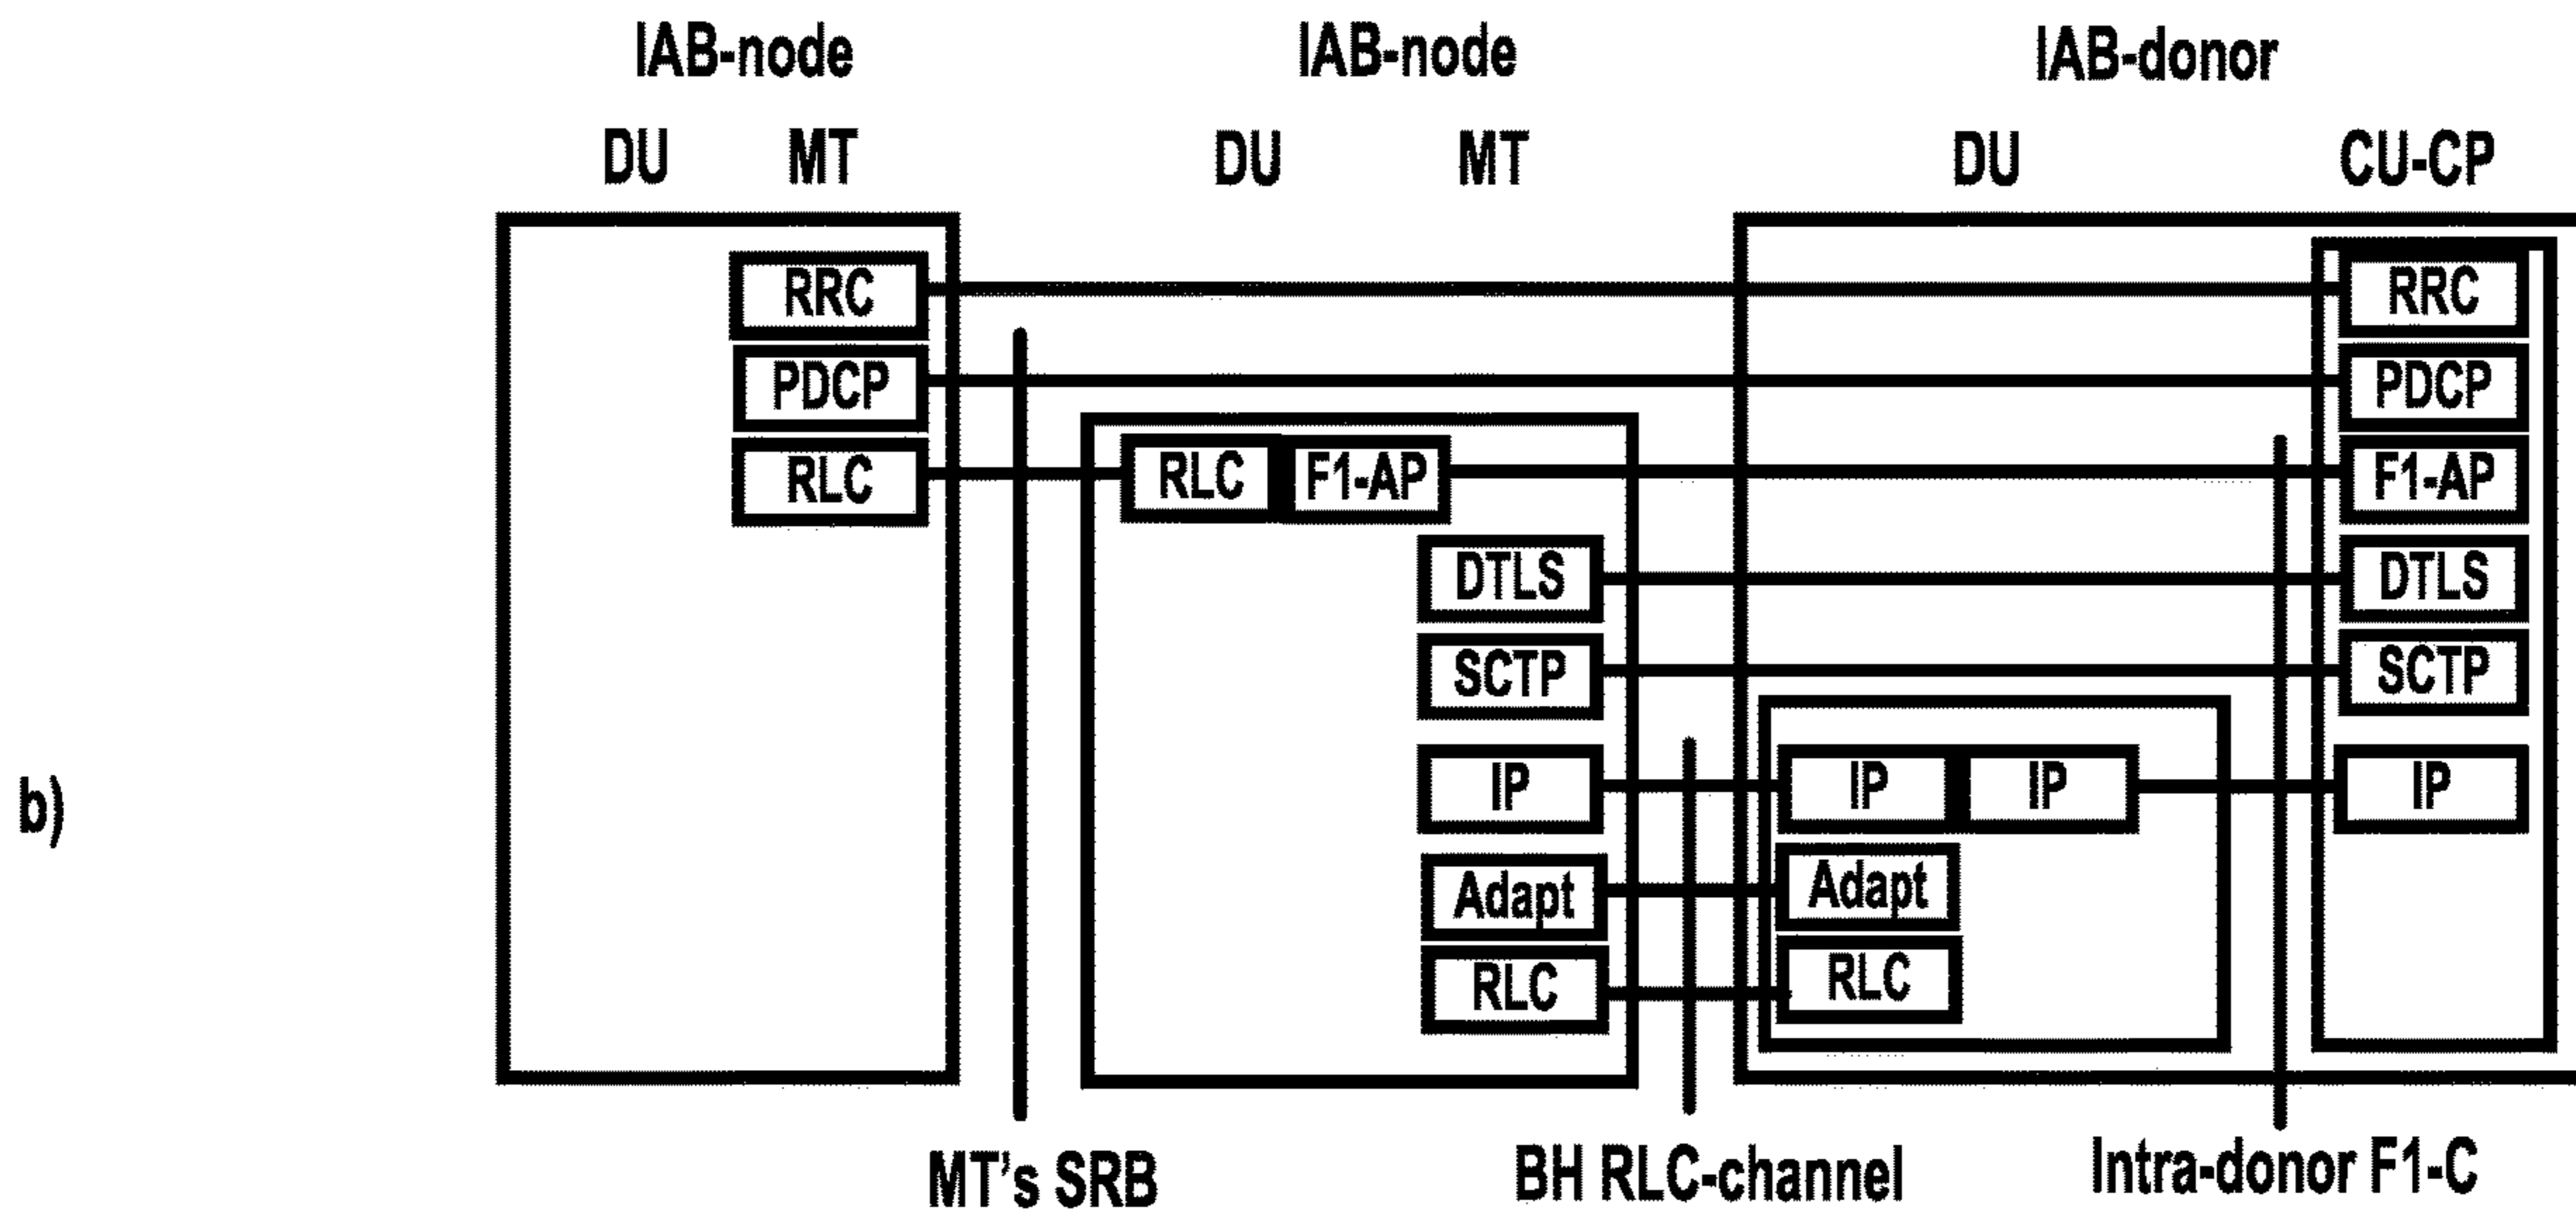 IAB-node IAB-node IAB-donor
DU MT DU MT DU CU-CP
RRC RRC
PDCP PDCP
RLC RLC F1-AP F1-AP
DTLS DTLS
SCTP SCTP
b) IP IP IP IP
Adapt Adapt
RLC RLC
MT's SRB BH RLC-channel Intra-donor F1-C